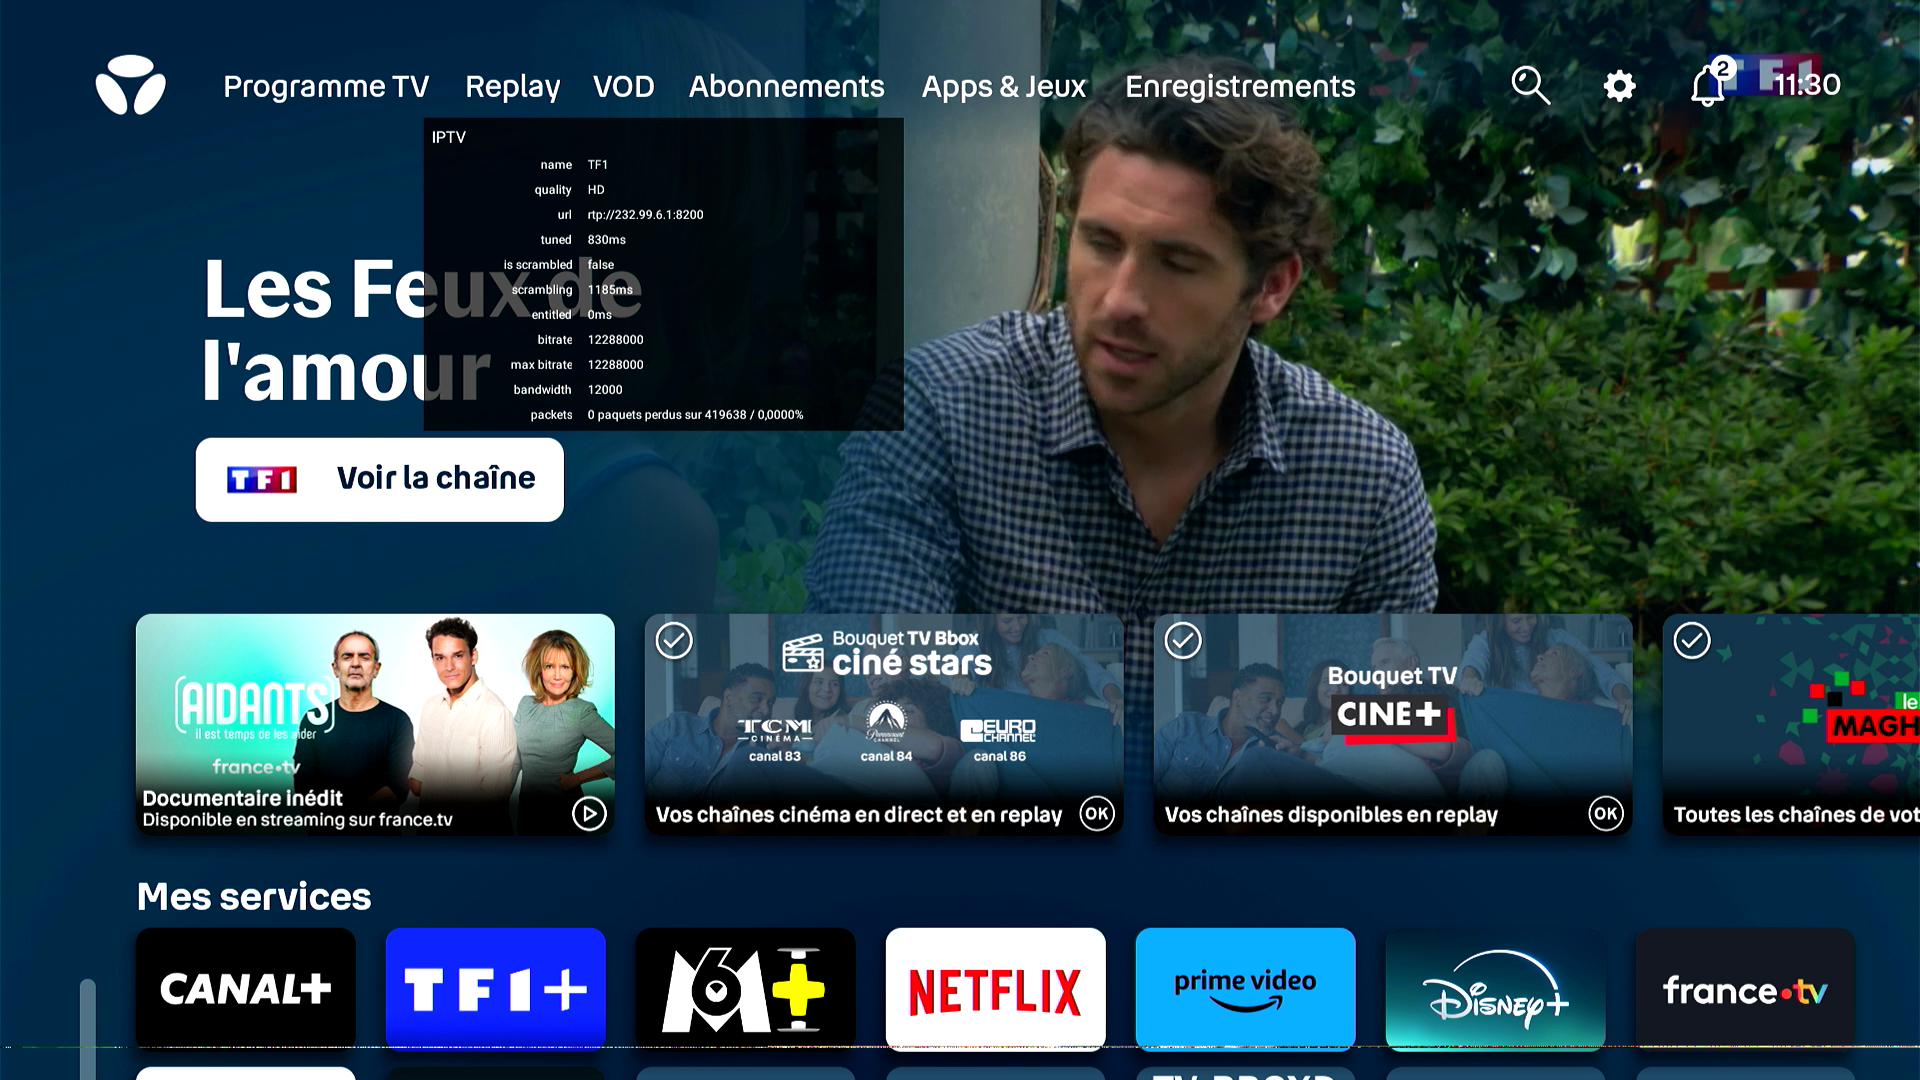 Programme TV Replay VOD Abonnements Apps & Jeux Enregistrements 2 TF1 11:30
IPTV
name TF1
quality HD
url rtp://232.99.6.1:8200
tuned 830ms
is scrambled false
scrambling 1185ms
entitled 0ms
bitrate 12288000
max bitrate 12288000
bandwidth 12000
packets 0 paquets perdus sur 419638 / 0,0000%
Les Feux de
l'amour
TF1 Voir la chaîne
AIDANTS
il est temps de les aider
france•tv
Documentaire inédit
Disponible en streaming sur france.tv
Bouquet TV Bbox
ciné stars
TCM
CINÉMA
canal 83
Paramount
CHANNEL
canal 84
EURO
CHANNEL
canal 86
Vos chaînes cinéma en direct et en replay OK
Bouquet TV
CINE+
Vos chaînes disponibles en replay OK
le
MAGH
Toutes les chaînes de vot
Mes services
CANAL+
TF1+
M6+
NETFLIX
prime video
Disney+
france•tv